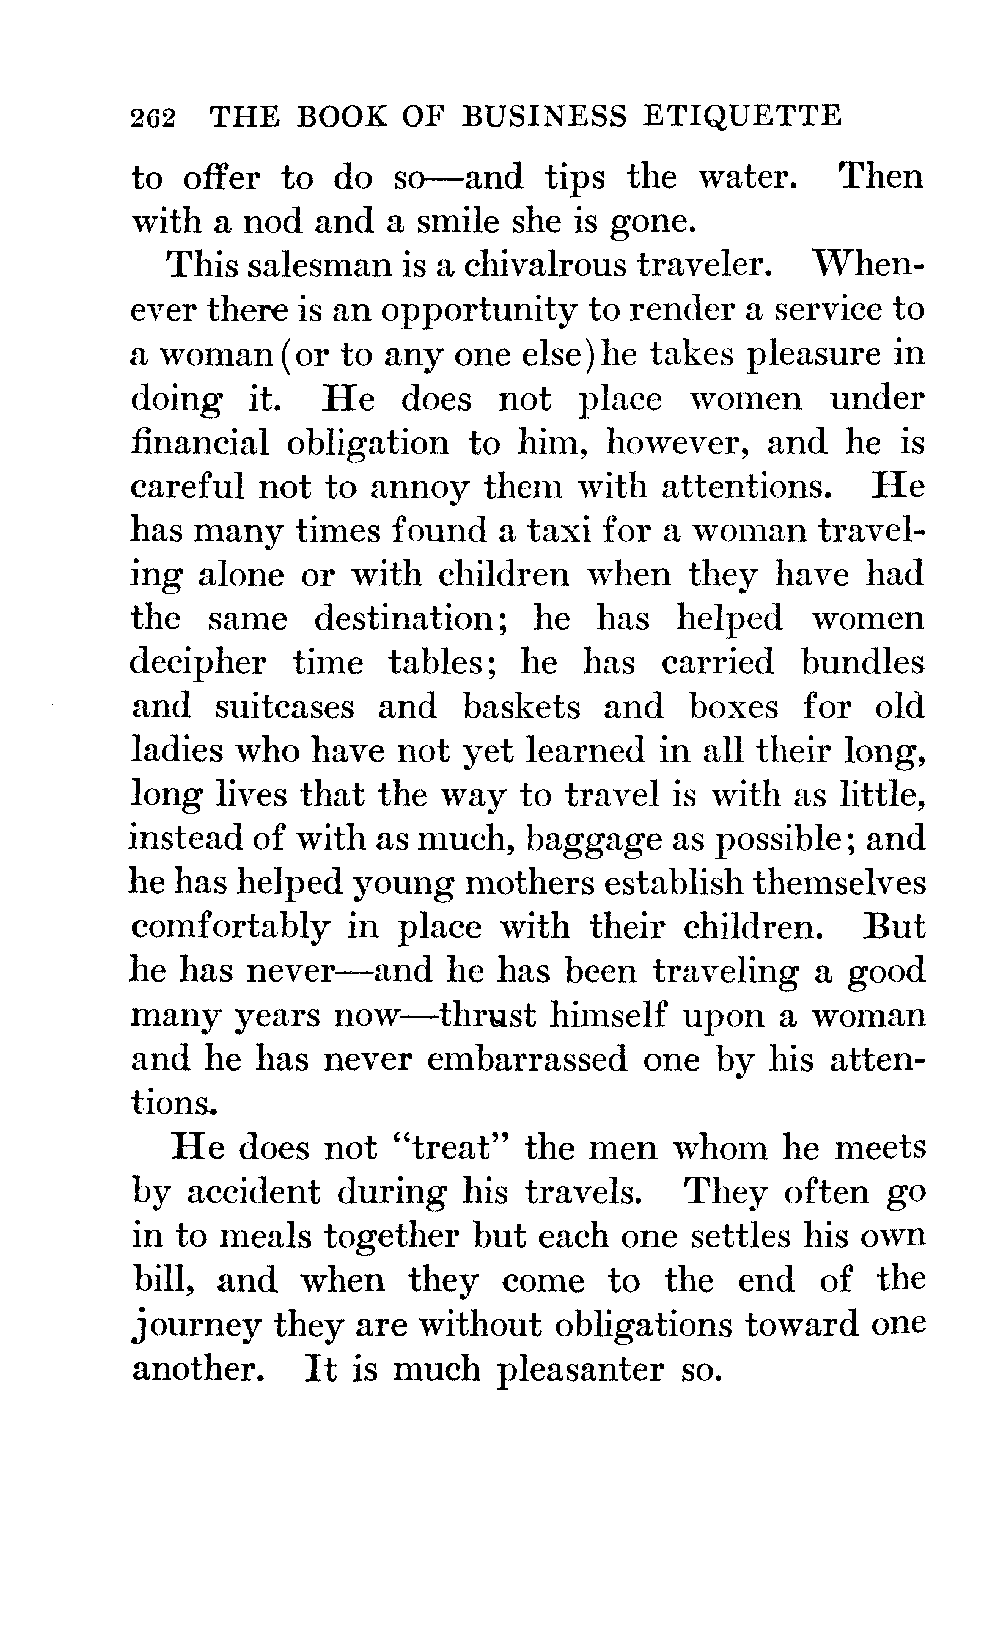 262 THE BOOK OF BUSINESS ETIQUETTE
to offer to do so—and tips the water. Then
with a nod and a smile she is gone.
This salesman is a chivalrous traveler. When-
ever there is an opportunity to render a service to
a woman (or to any one else) he takes pleasure in
doing it. He does not place women under
financial obligation to him, however, and he is
careful not to annoy them with attentions. He
has many times found a taxi for a woman travel-
ing alone or with children when they have had
the same destination; he has helped women
decipher time tables; he has carried bundles
and suitcases and baskets and boxes for old
ladies who have not yet learned in all their long,
long lives that the way to travel is with as little,
instead of with as much, baggage as possible; and
he has helped young mothers establish themselves
comfortably in place with their children. But
he has never—and he has been traveling a good
many years now—thrust himself upon a woman
and he has never embarrassed one by his atten-
tions.
He does not “treat” the men whom he meets
by accident during his travels. They often go
in to meals together but each one settles his own
bill, and when they come to the end of the
journey they are without obligations toward one
another. It is much pleasanter so.